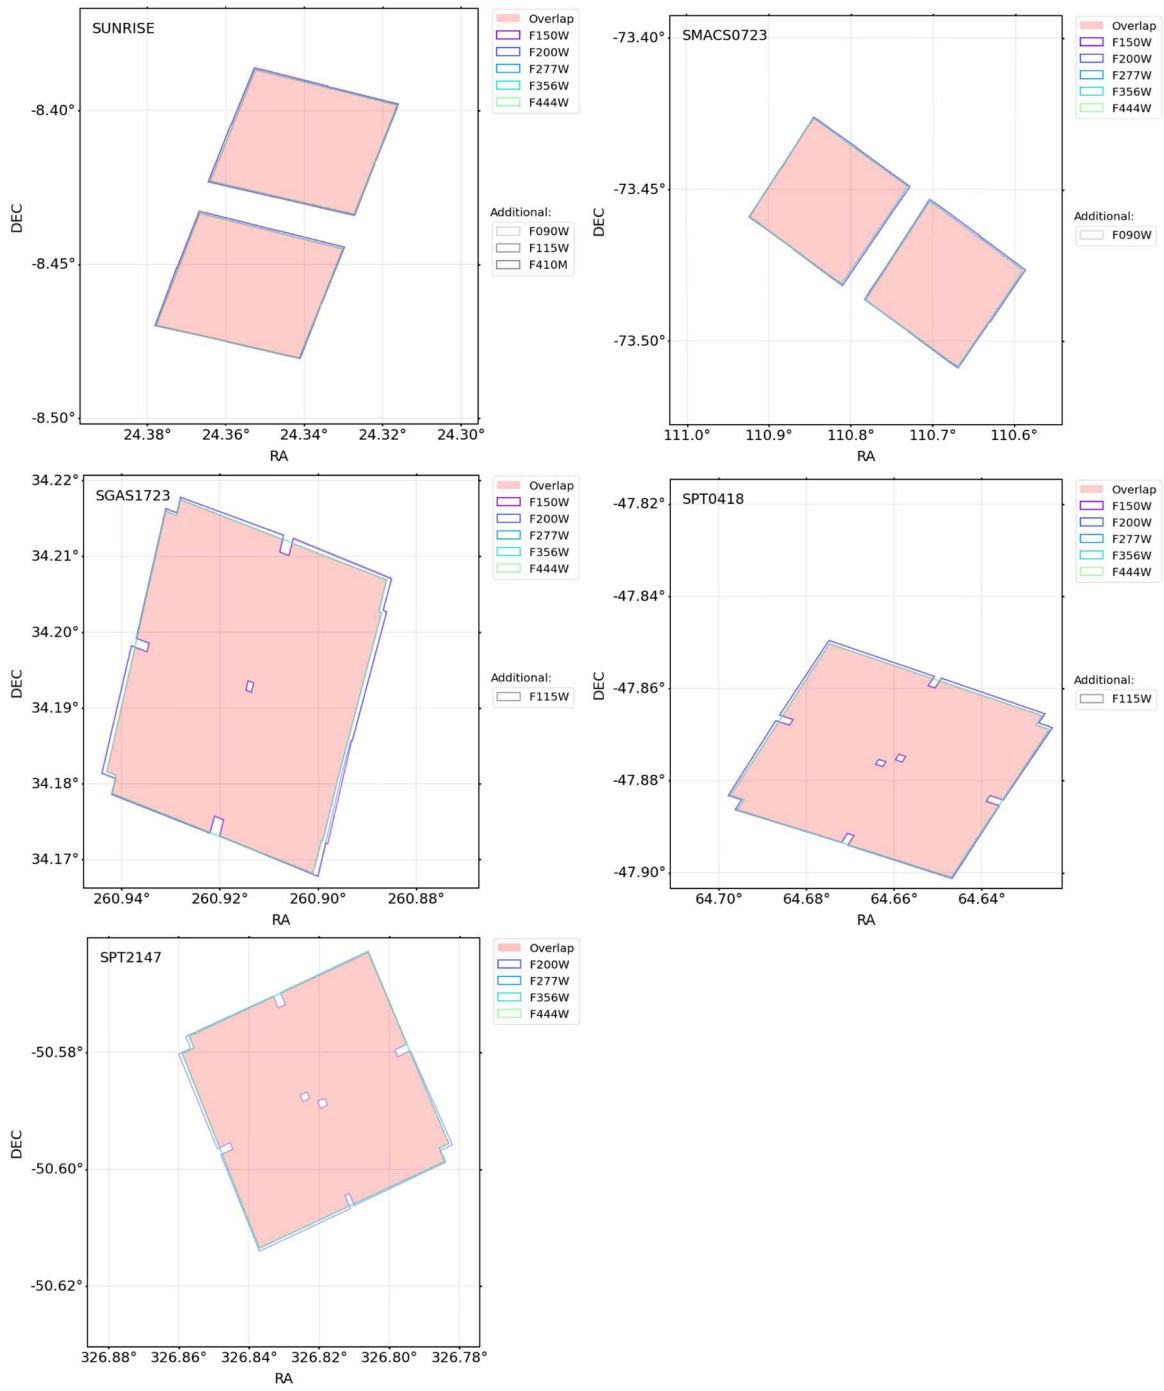 SUNRISE
-8.40°
-8.45°
-8.50°
DEC
24.38° 24.36° 24.34° 24.32° 24.30°
RA
Overlap
F150W
F200W
F277W
F356W
F444W
Additional:
F090W
F115W
F410M
SMACS0723
-73.40°
-73.45°
-73.50°
DEC
111.0° 110.9° 110.8° 110.7° 110.6°
RA
Overlap
F150W
F200W
F277W
F356W
F444W
Additional:
F090W
SGAS1723
34.22°
34.21°
34.20°
34.19°
34.18°
34.17°
DEC
260.94° 260.92° 260.90° 260.88°
RA
Overlap
F150W
F200W
F277W
F356W
F444W
Additional:
F115W
SPT0418
-47.82°
-47.84°
-47.86°
-47.88°
-47.90°
DEC
64.70° 64.68° 64.66° 64.64°
RA
Overlap
F150W
F200W
F277W
F356W
F444W
Additional:
F115W
SPT2147
-50.58°
-50.60°
-50.62°
DEC
326.88° 326.86° 326.84° 326.82° 326.80° 326.78°
RA
Overlap
F200W
F277W
F356W
F444W